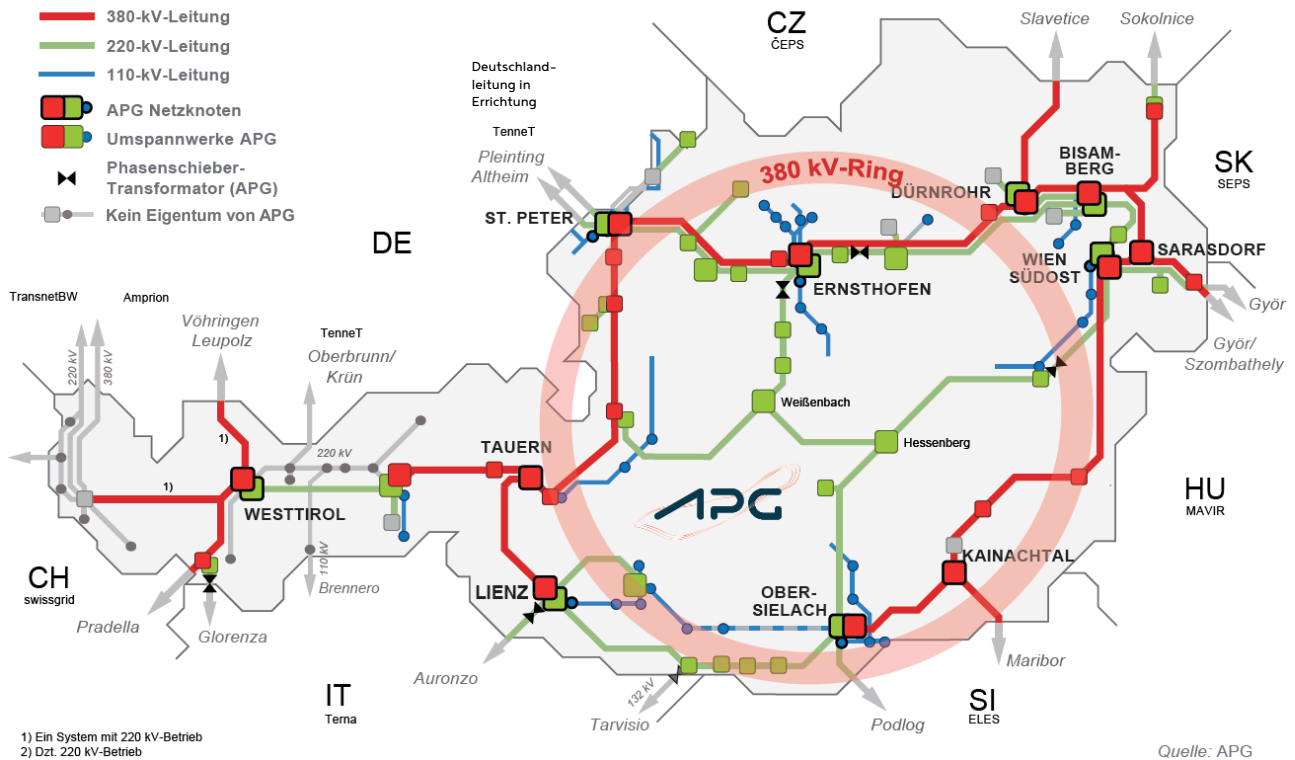 380-kV-Leitung
220-kV-Leitung
110-kV-Leitung
APG Netzknoten
Umspannwerke APG
Phasenschieber-
Transformator (APG)
Kein Eigentum von APG
CZ
ČEPS
Slavetice
Sokolnice
Deutschland-
leitung in
Errichtung
TenneT
Pleinting
Altheim
ST. PETER
380 kV-Ring
DÜRNROHR
BISAM-
BERG
SK
SEPS
DE
ERNSTHOFEN
WIEN
SÜDOST
SARASDORF
Györ
Györ/
Szombathely
TransnetBW
Amprion
220 kV
380 kV
Vöhringen
Leupolz
TenneT
Oberbrunn/
Krün
Weißenbach
Hessenberg
1)
220 kV
1)
TAUERN
WESTTIROL
APG
HU
MAVIR
KAINACHTAL
CH
swissgrid
110 kV
Brennero
LIENZ
OBER-
SIELACH
Pradella
Glorenza
Auronzo
132 kV
Tarvisio
Podlog
Maribor
IT
Terna
SI
ELES
1) Ein System mit 220 kV-Betrieb
2) Dzt. 220 kV-Betrieb
Quelle: APG